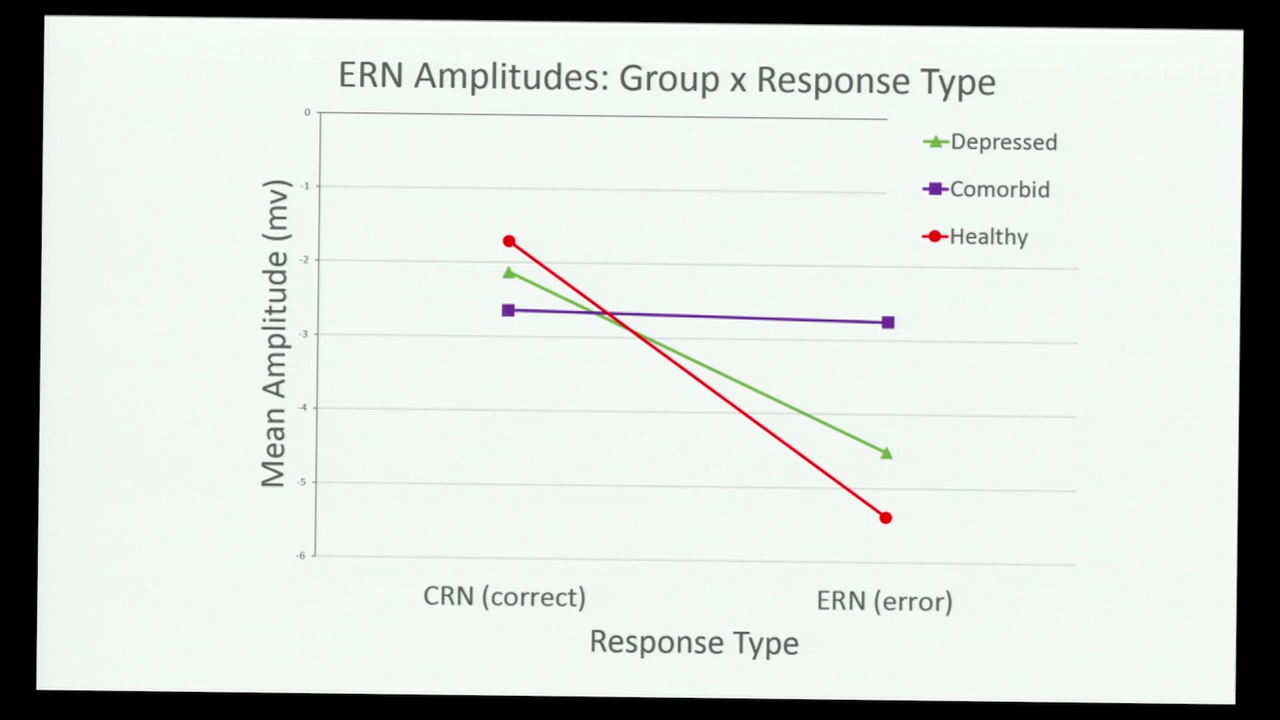 ERN Amplitudes: Group x Response Type
0
-1
-2
-3
-4
-5
-6
Mean Amplitude (mv)
Depressed
Comorbid
Healthy
CRN (correct)
ERN (error)
Response Type